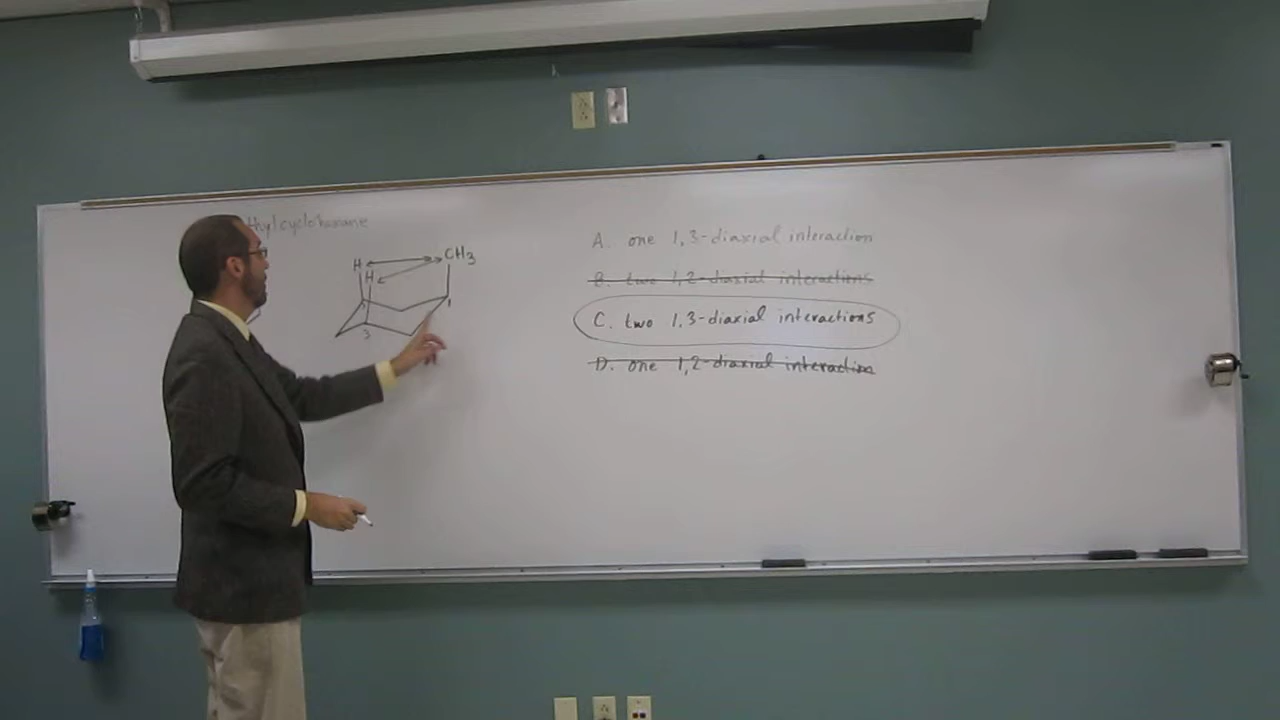 thylcyclohexane
H CH3
H
1
3
A. one 1,3-diaxial interaction
B. two 1,2-diaxial interactions
C. two 1,3-diaxial interactions
D. one 1,2-diaxial interaction